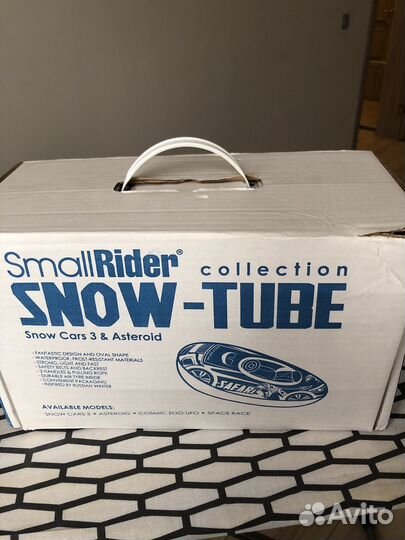 SmallRider® collection
SNOW-TUBE
Snow Cars 3 & Asteroid
- FANTASTIC DESIGN AND OVAL SHAPE
- WATERPROOF, FROST-RESISTANT MATERIALS
- STRONG, LIGHT AND FAST
- SAFETY BELTS AND BACKREST
- 2 HANDLES & PULLING ROPE
- DURABLE AIR TYRE INSIDE
- CONVENIENT PACKAGING
- INSPIRED BY RUSSIAN WINTER
SAFARI
AVAILABLE MODELS:
SNOW CARS 3 • ASTEROID • COSMIC ZOO UFO • SPACE RACE
Avito